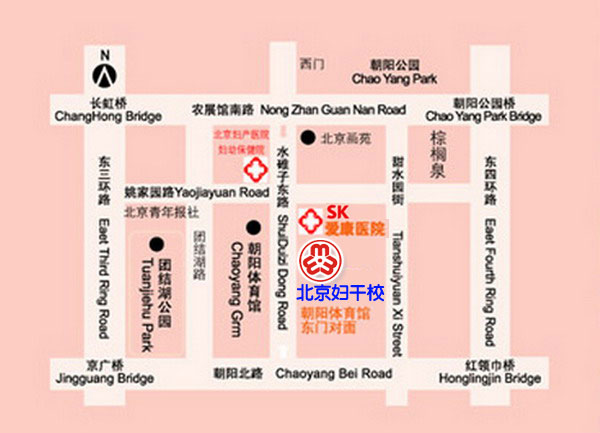 N
西门
朝阳公园
Chao Yang Park
长虹桥
ChangHong Bridge
农展馆南路 Nong Zhan Guan Nan Road
朝阳公园桥
Chao Yang Park Bridge
北京妇产医院
妇幼保健院
北京画苑
棕榈泉
东三环路 Eaet Third Ring Road
水碓子东路 ShuiDuizi Dong Road
甜水园街 Tianshuiyuan Xi Street
东四环路 Eaet Fourth Ring Road
姚家园路Yaojiayuan Road
北京青年报社
SK
爱康医院
团结湖公园
Tuanjiehu Park
团结湖路
朝阳体育馆
Chaoyang Grm
北京妇干校
朝阳体育馆
东门对面
京广桥
Jingguang Bridge
朝阳北路 Chaoyang Bei Road
红领巾桥
Honglingjin Bridge